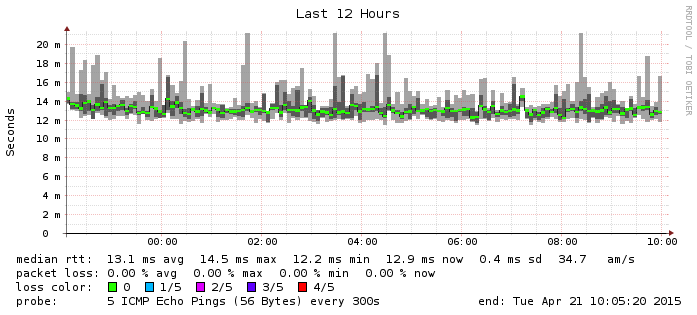 Last 12 Hours
RRDTOOL / TOBI OETIKER
Seconds
20 m
18 m
16 m
14 m
12 m
10 m
8 m
6 m
4 m
2 m
0
00:00 02:00 04:00 06:00 08:00 10:00
median rtt: 13.1 ms avg 14.5 ms max 12.2 ms min 12.9 ms now 0.4 ms sd 34.7 am/s
packet loss: 0.00 % avg 0.00 % max 0.00 % min 0.00 % now
loss color: 0 1/5 2/5 3/5 4/5
probe: 5 ICMP Echo Pings (56 Bytes) every 300s end: Tue Apr 21 10:05:20 2015